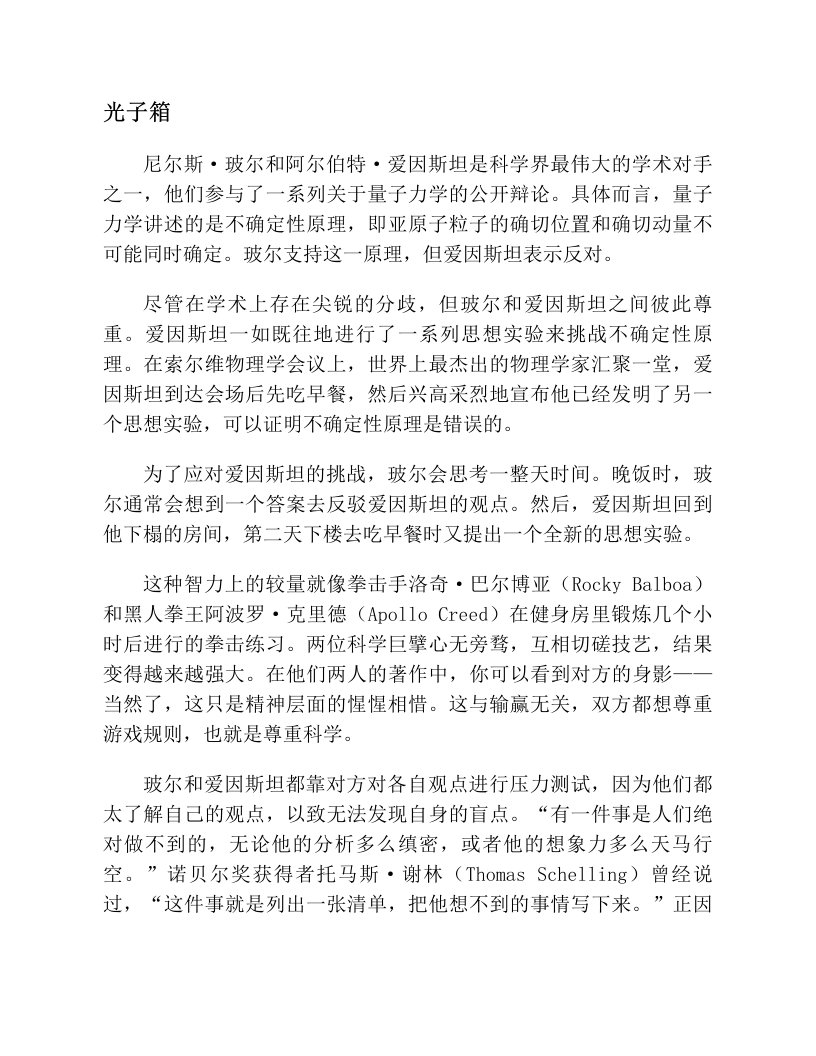 光子箱
尼尔斯·玻尔和阿尔伯特·爱因斯坦是科学界最伟大的学术对手
之一，他们参与了一系列关于量子力学的公开辩论。具体而言，量子
力学讲述的是不确定性原理，即亚原子粒子的确切位置和确切动量不
可能同时确定。玻尔支持这一原理，但爱因斯坦表示反对。
尽管在学术上存在尖锐的分歧，但玻尔和爱因斯坦之间彼此尊
重。爱因斯坦一如既往地进行了一系列思想实验来挑战不确定性原
理。在索尔维物理学会议上，世界上最杰出的物理学家汇聚一堂，爱
因斯坦到达会场后先吃早餐，然后兴高采烈地宣布他已经发明了另一
个思想实验，可以证明不确定性原理是错误的。
为了应对爱因斯坦的挑战，玻尔会思考一整天时间。晚饭时，玻
尔通常会想到一个答案去反驳爱因斯坦的观点。然后，爱因斯坦回到
他下榻的房间，第二天下楼去吃早餐时又提出一个全新的思想实验。
这种智力上的较量就像拳击手洛奇·巴尔博亚（Rocky Balboa）
和黑人拳王阿波罗·克里德（Apollo Creed）在健身房里锻炼几个小
时后进行的拳击练习。两位科学巨擘心无旁骛，互相切磋技艺，结果
变得越来越强大。在他们两人的著作中，你可以看到对方的身影——
当然了，这只是精神层面的惺惺相惜。这与输赢无关，双方都想尊重
游戏规则，也就是尊重科学。
玻尔和爱因斯坦都靠对方对各自观点进行压力测试，因为他们都
太了解自己的观点，以致无法发现自身的盲点。“有一件事是人们绝
对做不到的，无论他的分析多么缜密，或者他的想象力多么天马行
空。”诺贝尔奖获得者托马斯·谢林（Thomas Schelling）曾经说
过，“这件事就是列出一张清单，把他想不到的事情写下来。”正因